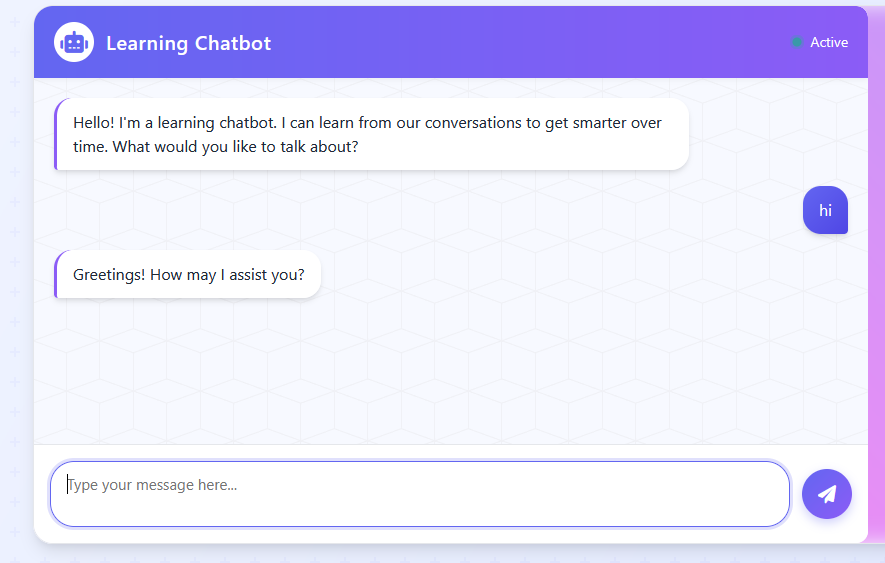 Learning Chatbot
Active
Hello! I'm a learning chatbot. I can learn from our conversations to get smarter over
time. What would you like to talk about?
hi
Greetings! How may I assist you?
Type your message here...